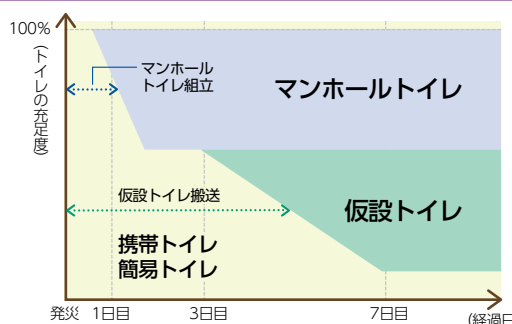 100%
(トイレの充足度)
マンホール
トイレ組立
マンホールトイレ
仮設トイレ搬送
仮設トイレ
携帯トイレ
簡易トイレ
発災 1日目 3日目 7日目 (経過日